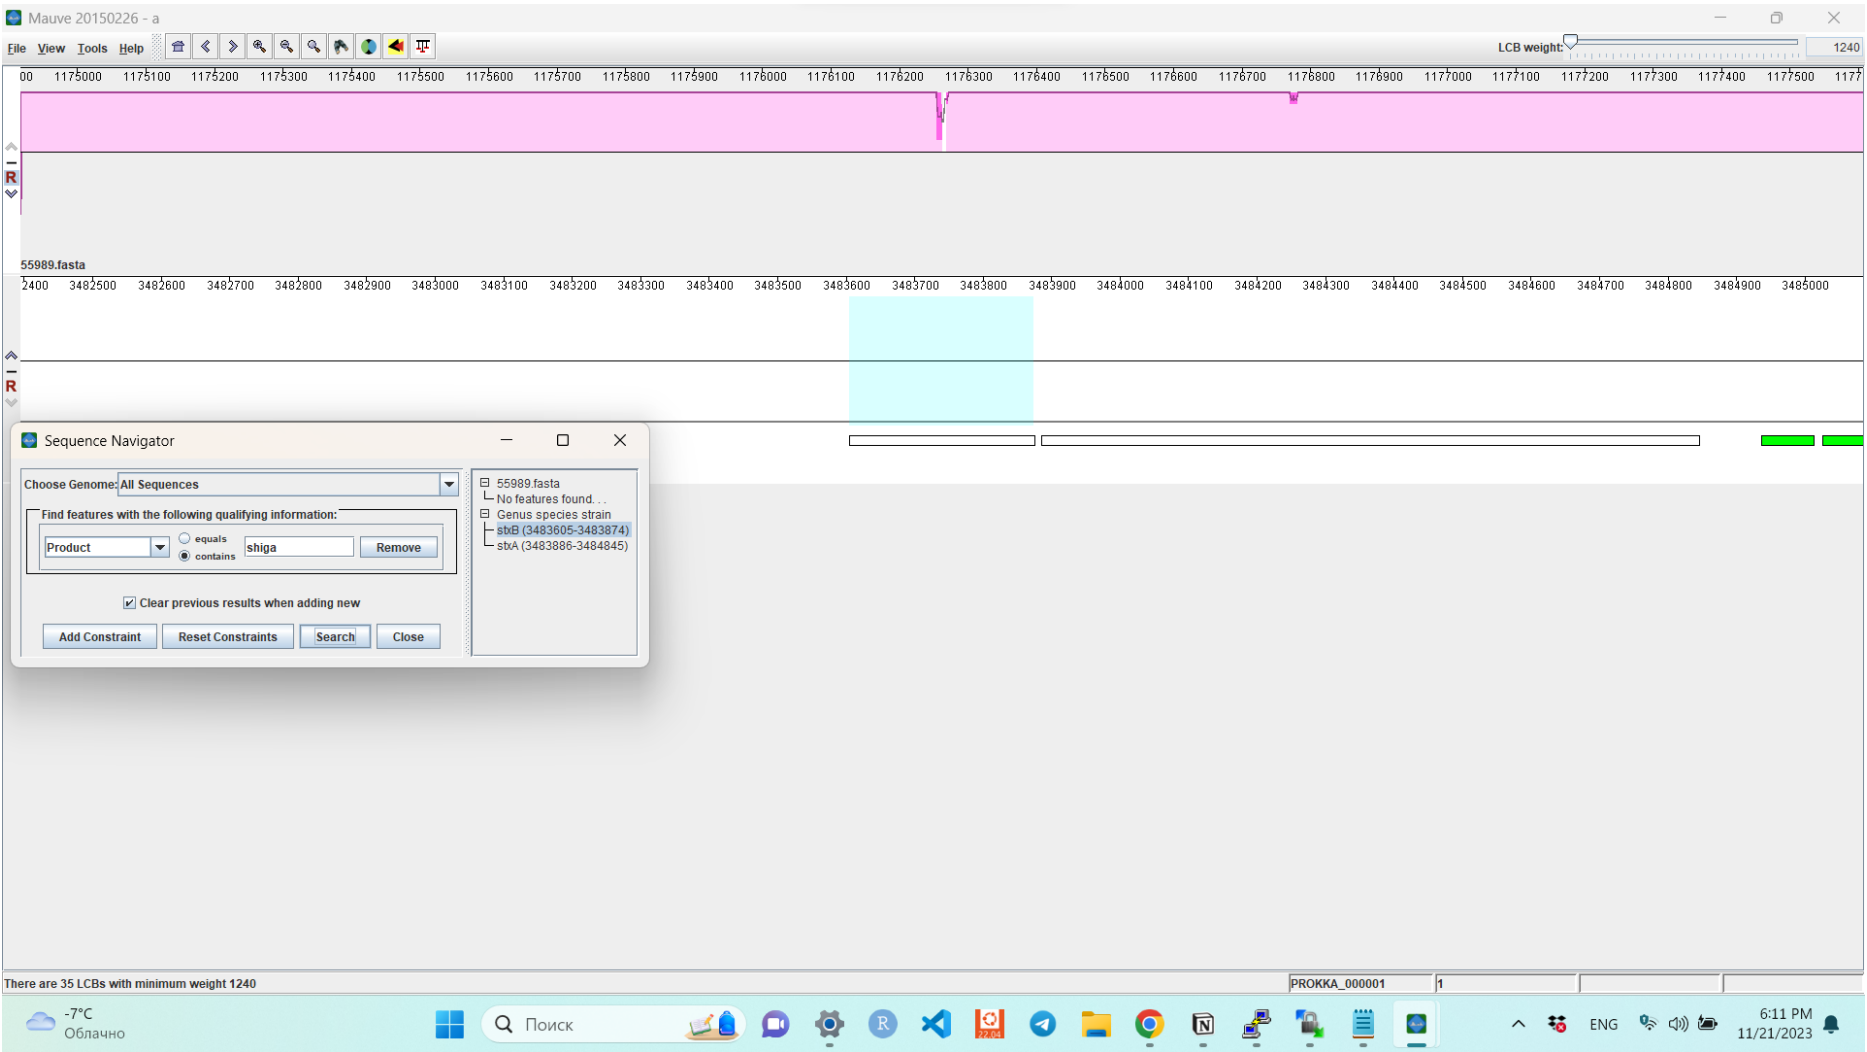 Mauve 20150226 - a
File View Tools Help
LCB weight: 1240
00 1175000 1175100 1175200 1175300 1175400 1175500 1175600 1175700 1175800 1175900 1176000 1176100 1176200 1176300 1176400 1176500 1176600 1176700 1176800 1176900 1177000 1177100 1177200 1177300 1177400 1177500 1177
R
55989.fasta
2400 3482500 3482600 3482700 3482800 3482900 3483000 3483100 3483200 3483300 3483400 3483500 3483600 3483700 3483800 3483900 3484000 3484100 3484200 3484300 3484400 3484500 3484600 3484700 3484800 3484900 3485000
R
Sequence Navigator
Choose Genome: All Sequences
Find features with the following qualifying information:
Product
equals
contains
shiga
Remove
Clear previous results when adding new
Add Constraint Reset Constraints Search Close
55989.fasta
No features found. . .
Genus species strain
stxB (3483605-3483874)
stxA (3483886-3484845)
There are 35 LCBs with minimum weight 1240
PROKKA_000001
1
-7°C
Облачно
Поиск
R
22.04
N
ENG
6:11 PM
11/21/2023